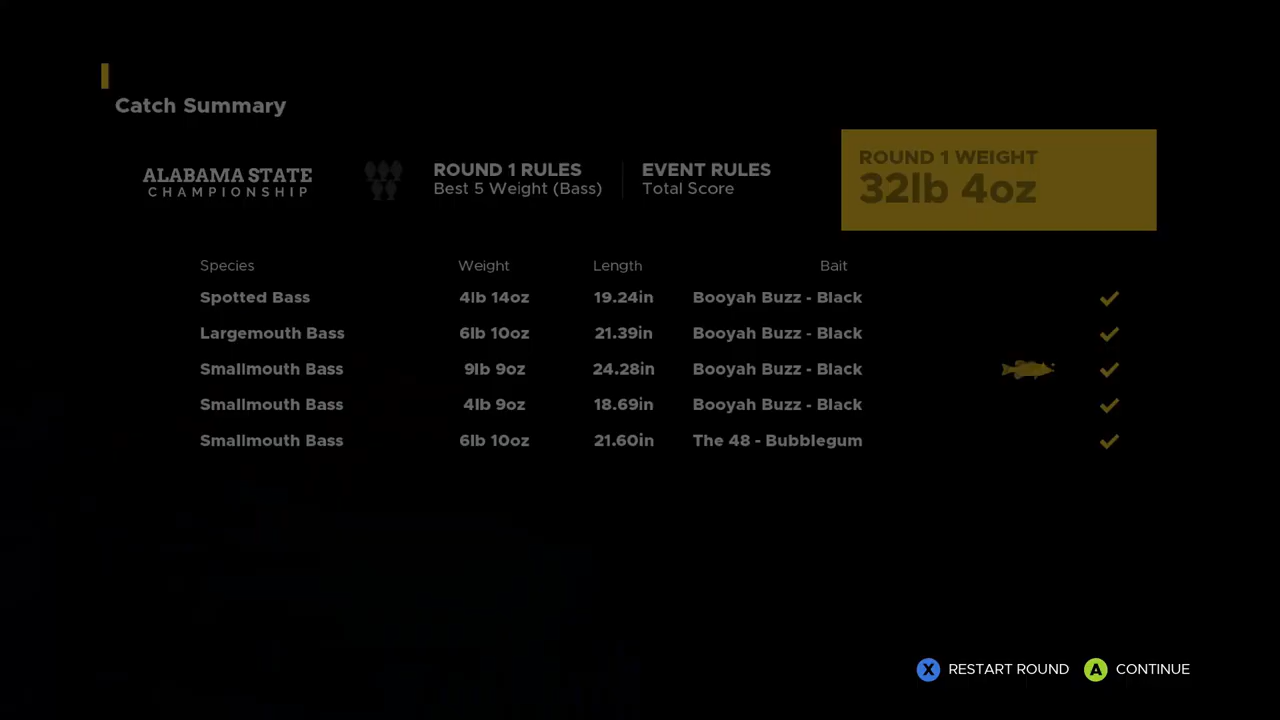 Catch Summary
ALABAMA STATE
CHAMPIONSHIP
ROUND 1 RULES
Best 5 Weight (Bass)
EVENT RULES
Total Score
ROUND 1 WEIGHT
32lb 4oz
Species Weight Length Bait
Spotted Bass 4lb 14oz 19.24in Booyah Buzz - Black
Largemouth Bass 6lb 10oz 21.39in Booyah Buzz - Black
Smallmouth Bass 9lb 9oz 24.28in Booyah Buzz - Black
Smallmouth Bass 4lb 9oz 18.69in Booyah Buzz - Black
Smallmouth Bass 6lb 10oz 21.60in The 48 - Bubblegum
X RESTART ROUND A CONTINUE